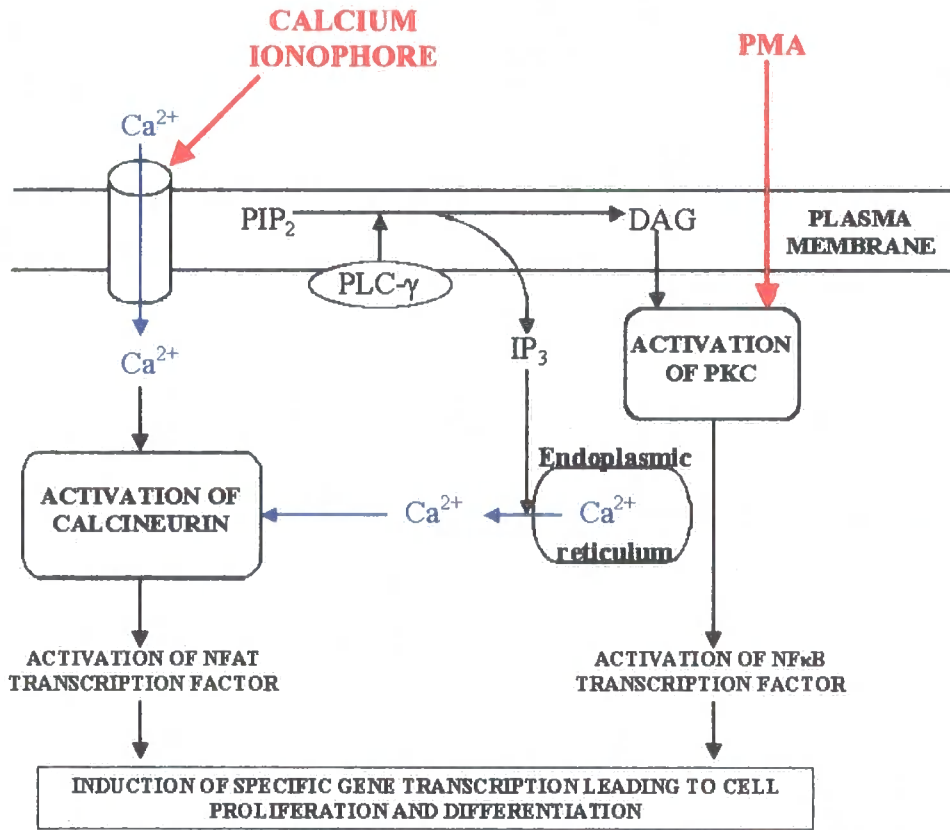 CALCIUM
IONOPHORE
PMA
Ca²⁺
PIP₂
DAG
PLASMA
MEMBRANE
PLC-γ
Ca²⁺
IP₃
ACTIVATION
OF PKC
Endoplasmic
ACTIVATION OF
CALCINEURIN
Ca²⁺
Ca²⁺
reticulum
ACTIVATION OF NFAT
TRANSCRIPTION FACTOR
ACTIVATION OF NFκB
TRANSCRIPTION FACTOR
INDUCTION OF SPECIFIC GENE TRANSCRIPTION LEADING TO CELL
PROLIFERATION AND DIFFERENTIATION